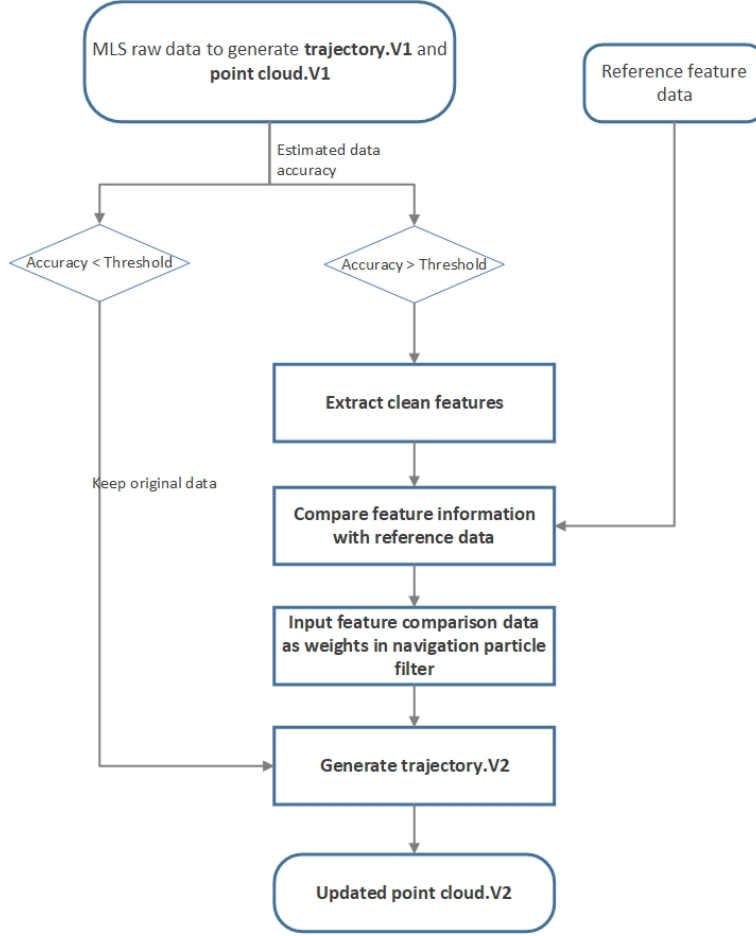 MLS raw data to generate trajectory.V1 and
point cloud.V1
Reference feature
data
Estimated data
accuracy
Accuracy < Threshold
Accuracy > Threshold
Extract clean features
Keep original data
Compare feature information
with reference data
Input feature comparison data
as weights in navigation particle
filter
Generate trajectory.V2
Updated point cloud.V2